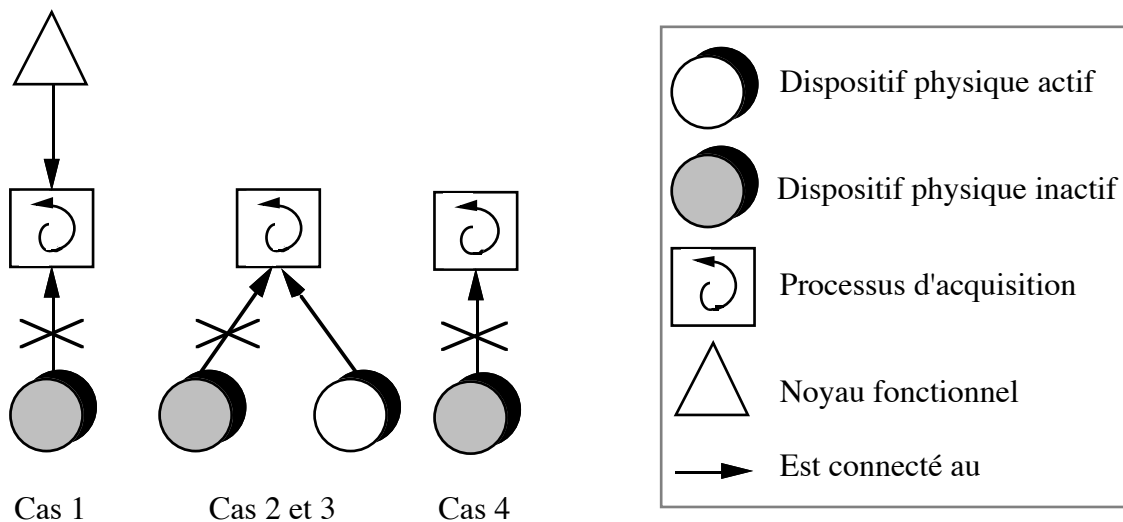 Dispositif physique actif
Dispositif physique inactif
Processus d'acquisition
Noyau fonctionnel
Est connecté au
Cas 1
Cas 2 et 3
Cas 4